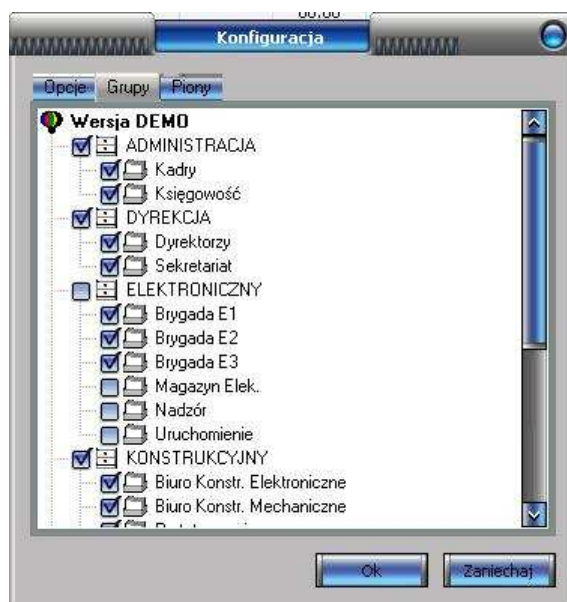 Konfiguracja
Opcje Grupy Piony
Wersja DEMO
ADMINISTRACJA
Kadry
Księgowość
DYREKCJA
Dyrektorzy
Sekretariat
ELEKTRONICZNY
Brygada E1
Brygada E2
Brygada E3
Magazyn Elek.
Nadzór
Uruchomienie
KONSTRUKCYJNY
Biuro Konstr. Elektroniczne
Biuro Konstr. Mechaniczne
Ok Zaniechaj